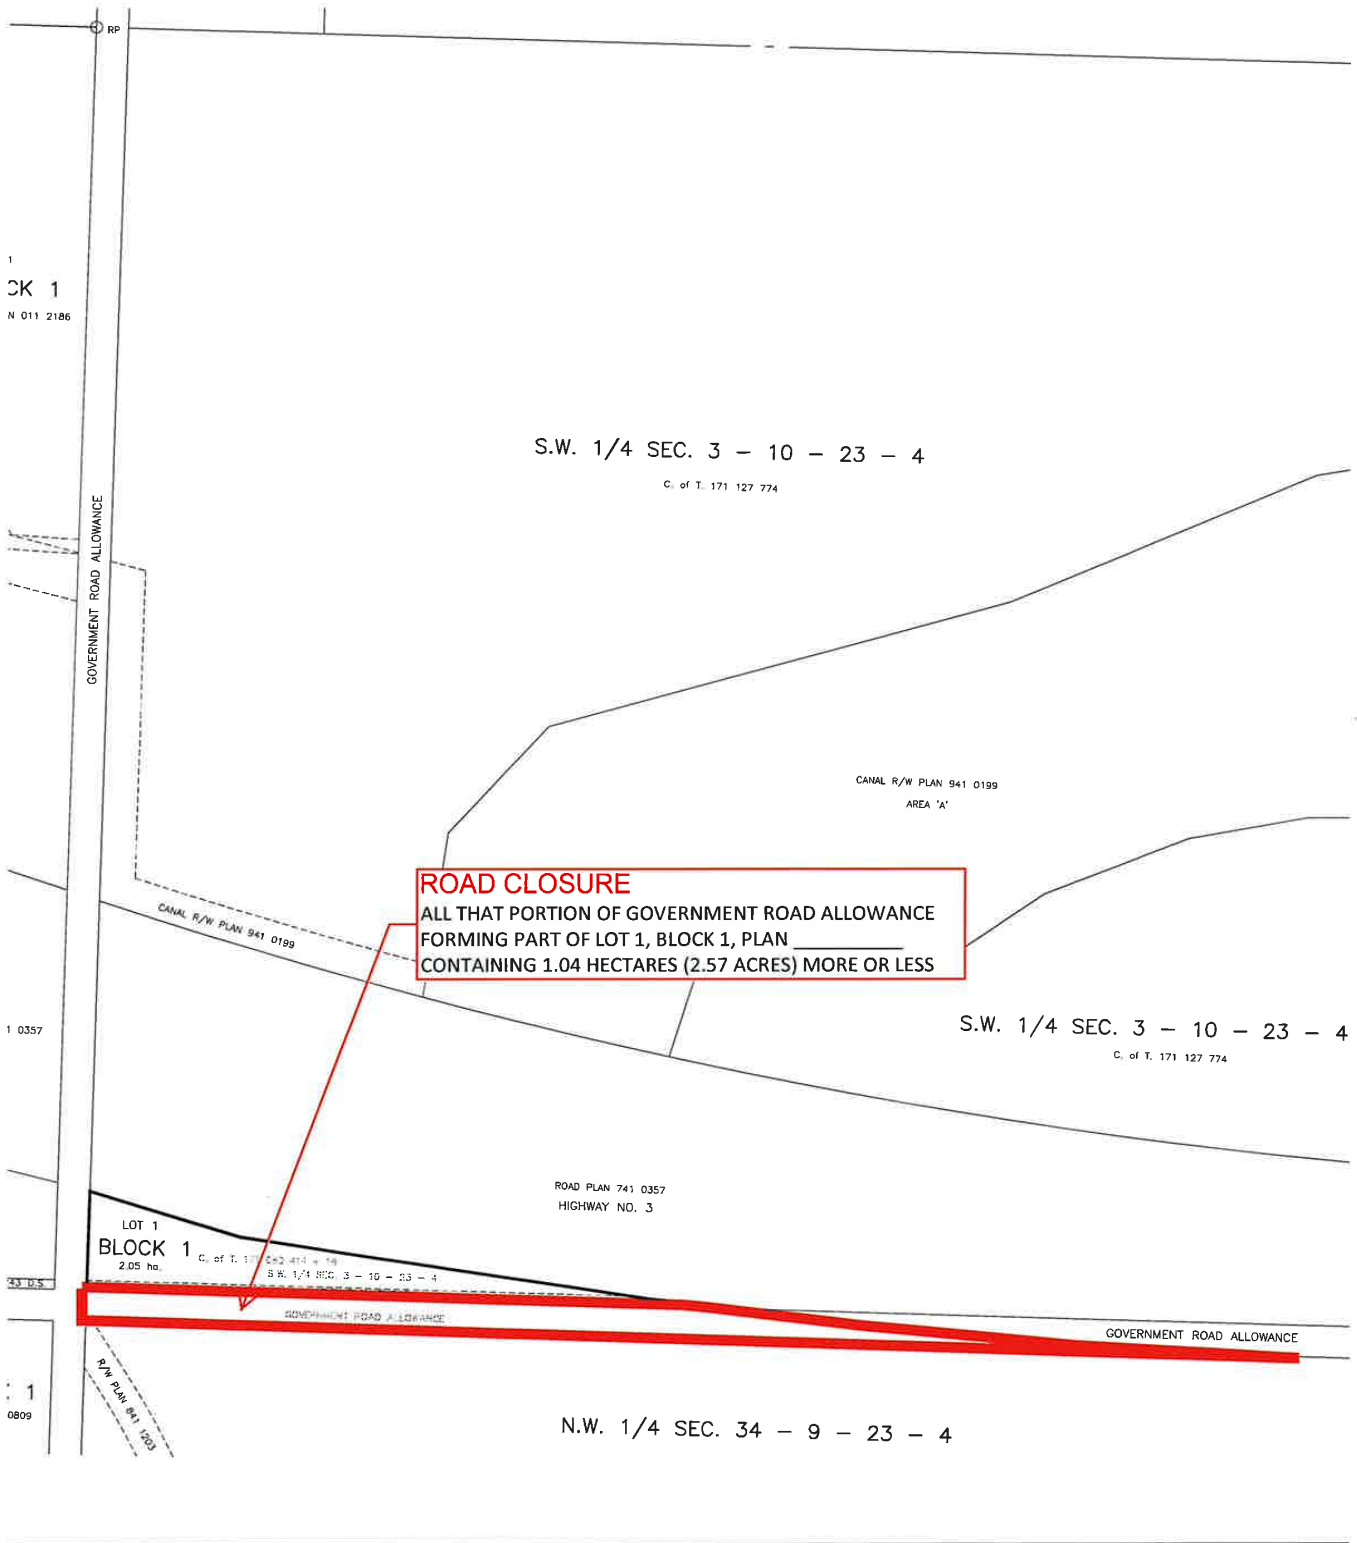 RP
1
CK 1
N 011 2186
S.W. 1/4 SEC. 3 - 10 - 23 - 4
C. of T. 171 127 774
GOVERNMENT ROAD ALLOWANCE
CANAL R/W PLAN 941 0199
AREA 'A'
ROAD CLOSURE
ALL THAT PORTION OF GOVERNMENT ROAD ALLOWANCE
FORMING PART OF LOT 1, BLOCK 1, PLAN __________
CONTAINING 1.04 HECTARES (2.57 ACRES) MORE OR LESS
CANAL R/W PLAN 941 0199
1 0357
S.W. 1/4 SEC. 3 - 10 - 23 - 4
C. of T. 171 127 774
ROAD PLAN 741 0357
HIGHWAY NO. 3
LOT 1
BLOCK 1
2.05 ha.
C. of T.
S.W. 1/4 SEC. 3 - 10 - 23 - 4
43 D.S.
GOVERNMENT ROAD ALLOWANCE
GOVERNMENT ROAD ALLOWANCE
R/W PLAN 841 1203
: 1
0809
N.W. 1/4 SEC. 34 - 9 - 23 - 4